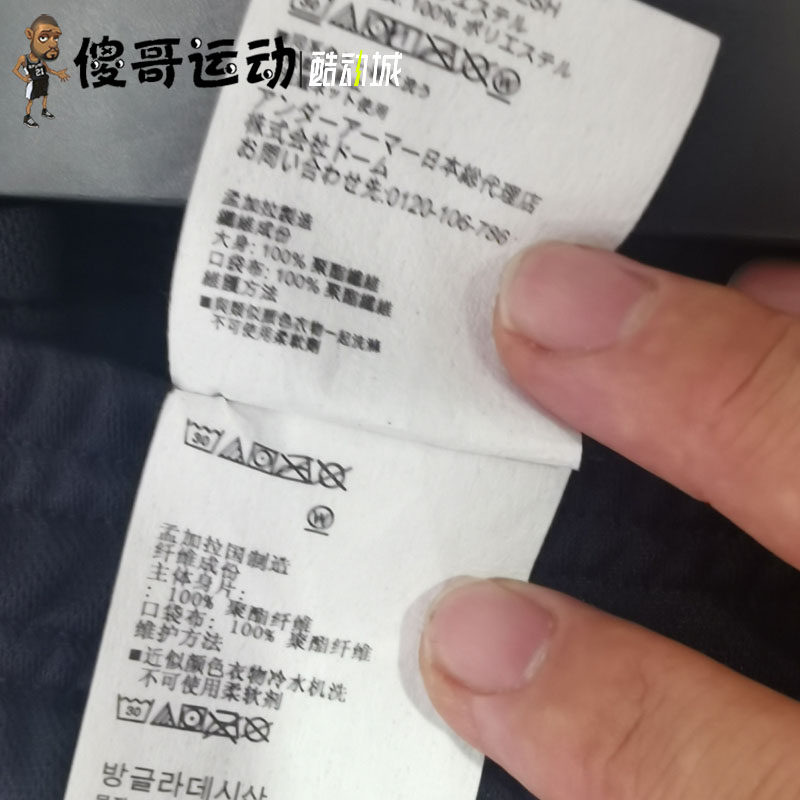 傻哥运动 酷动城
100% ポリエステル
ット使用
アンダーアーマー日本総代理店
株式会社ドーム
お問い合わせ先:0120-106-786
孟加拉製造
纖維成份
大身: 100% 聚酯纖維
口袋布: 100% 聚酯纖維
維護方法
■與類似顏色衣物一起洗滌
不可使用柔軟劑
30
W
孟加拉国制造
纤维成份
主体身片:
: 100% 聚酯纤维
口袋布: 100% 聚酯纤维
维护方法
■近似颜色衣物冷水机洗
不可使用柔软剂
30
방글라데시산